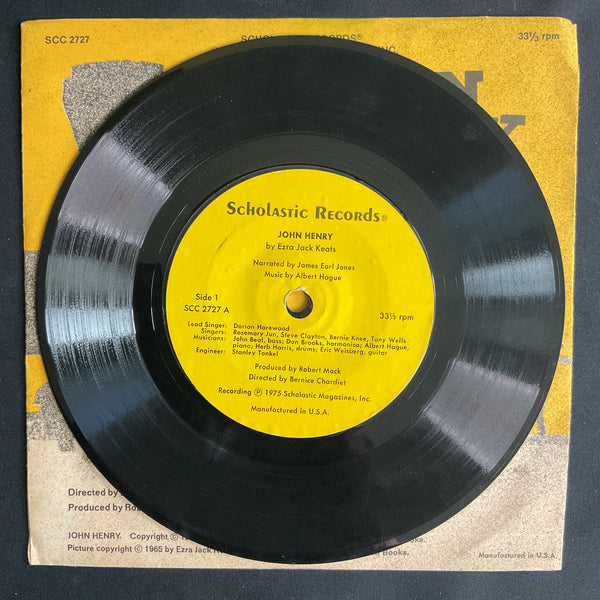 SCC 2727
33⅓ rpm
INC.
SCHOLASTIC RECORDS®
JOHN HENRY
by Ezra Jack Keats
Narrated by James Earl Jones
Music by Albert Hague
Side 1
SCC 2727 A
33⅓ rpm
Lead Singer: Dorian Harewood
Singers: Rosemary Jun, Steve Clayton, Bernie Knee, Tony Wells
Musicians: John Beal, bass; Don Brooks, harmonica; Albert Hague,
piano; Herb Harris, drums; Eric Weisberg, guitar
Engineer: Stanley Tonkel
Produced by Robert Mack
Directed by Bernice Chardiet
Recording Ⓟ 1975 Scholastic Magazines, Inc.
Manufactured in U.S.A.
Directed by
Produced by
JOHN HENRY. Copyright ©
Books.
Picture copyright © 1965 by Ezra Jack
Manufactured in U.S.A.